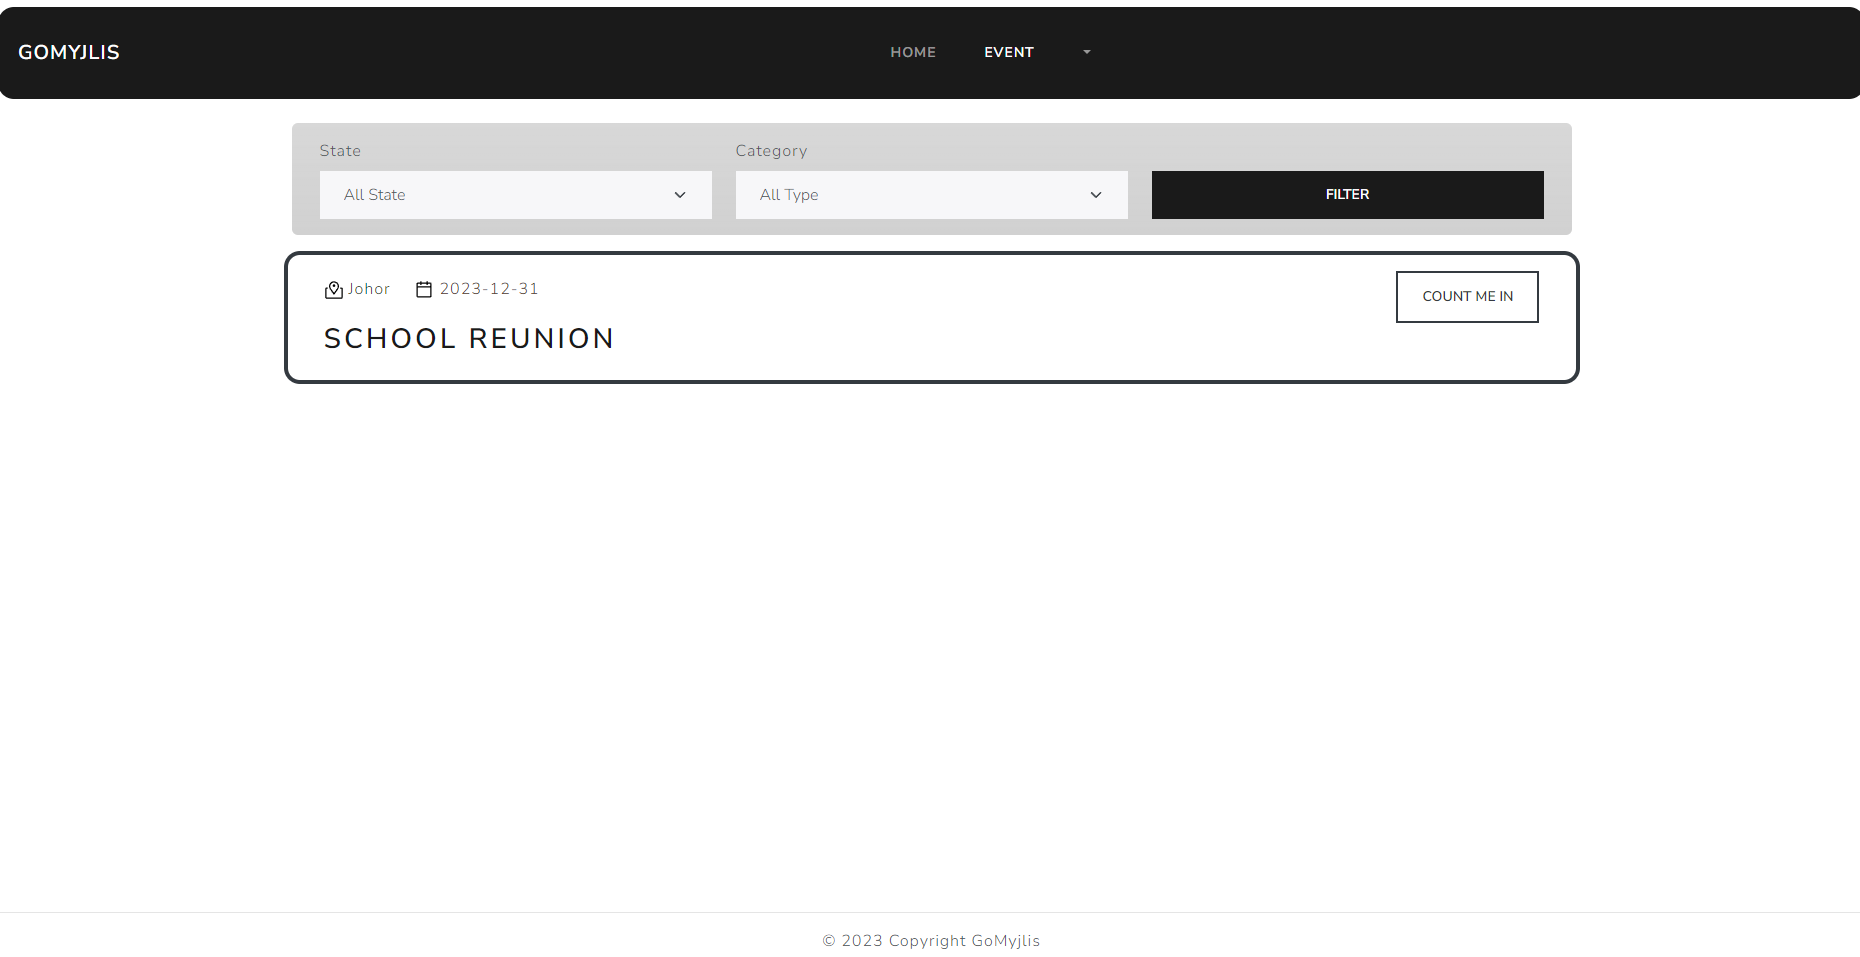 GOMYJLIS
HOME EVENT
State Category
All State All Type FILTER
Johor 2023-12-31
COUNT ME IN
SCHOOL REUNION
© 2023 Copyright GoMyjlis